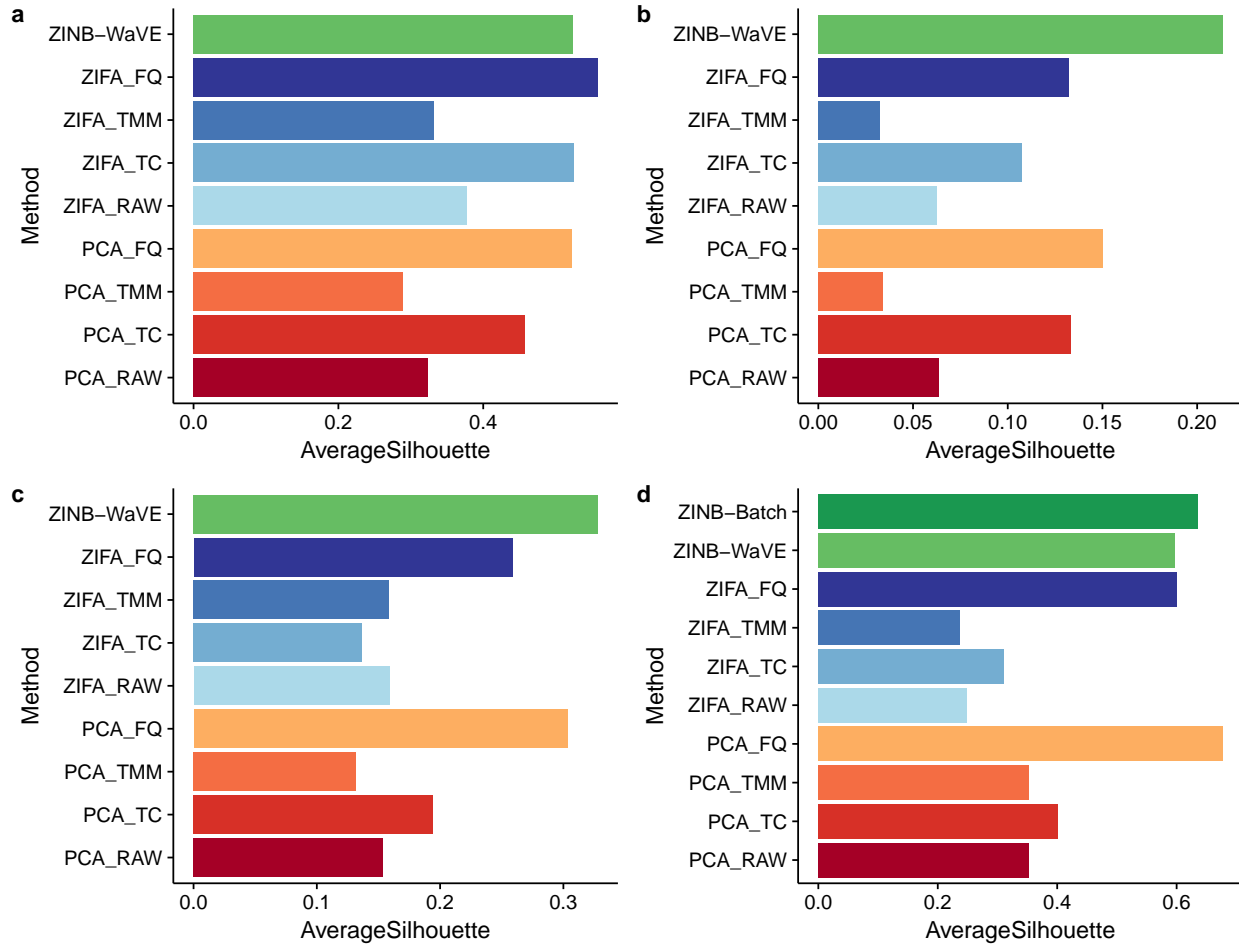 a
Method
ZINB−WaVE
ZIFA_FQ
ZIFA_TMM
ZIFA_TC
ZIFA_RAW
PCA_FQ
PCA_TMM
PCA_TC
PCA_RAW
0.0 0.2 0.4
AverageSilhouette
b
Method
ZINB−WaVE
ZIFA_FQ
ZIFA_TMM
ZIFA_TC
ZIFA_RAW
PCA_FQ
PCA_TMM
PCA_TC
PCA_RAW
0.00 0.05 0.10 0.15 0.20
AverageSilhouette
c
Method
ZINB−WaVE
ZIFA_FQ
ZIFA_TMM
ZIFA_TC
ZIFA_RAW
PCA_FQ
PCA_TMM
PCA_TC
PCA_RAW
0.0 0.1 0.2 0.3
AverageSilhouette
d
Method
ZINB−Batch
ZINB−WaVE
ZIFA_FQ
ZIFA_TMM
ZIFA_TC
ZIFA_RAW
PCA_FQ
PCA_TMM
PCA_TC
PCA_RAW
0.0 0.2 0.4 0.6
AverageSilhouette